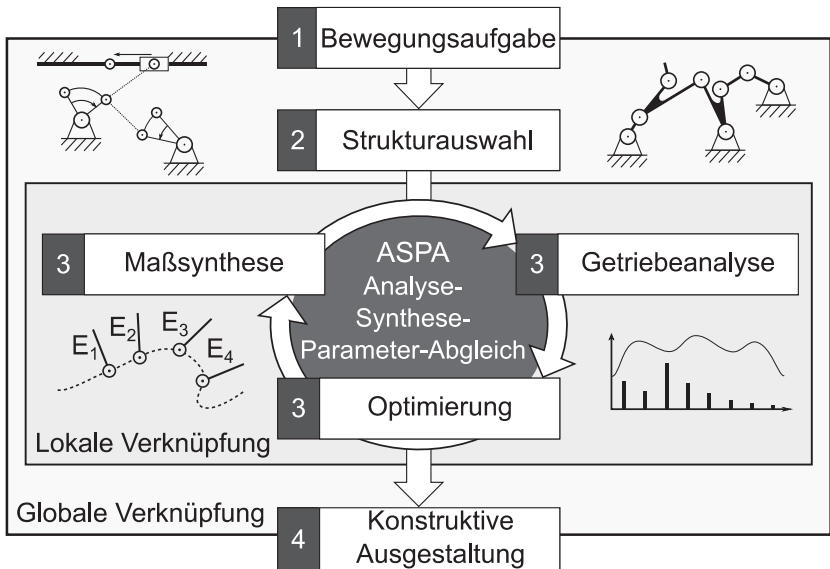 1 Bewegungsaufgabe
2 Strukturauswahl
3 Maßsynthese
ASPA
Analyse-
Synthese-
Parameter-Abgleich
3 Getriebeanalyse
E1 E2 E3 E4
3 Optimierung
Lokale Verknüpfung
Globale Verknüpfung
4 Konstruktive
Ausgestaltung